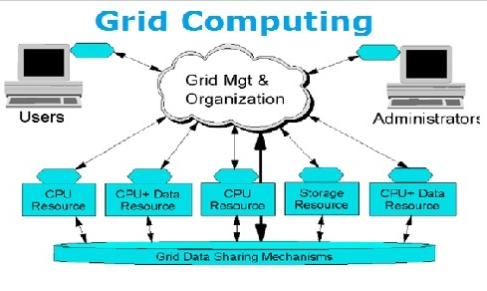 Grid Computing
Grid Mgt &
Organization
Users
Administrators
CPU
Resource
CPU+ Data
Resource
CPU
Resource
Storage
Resource
CPU+ Data
Resource
Grid Data Sharing Mechanisms